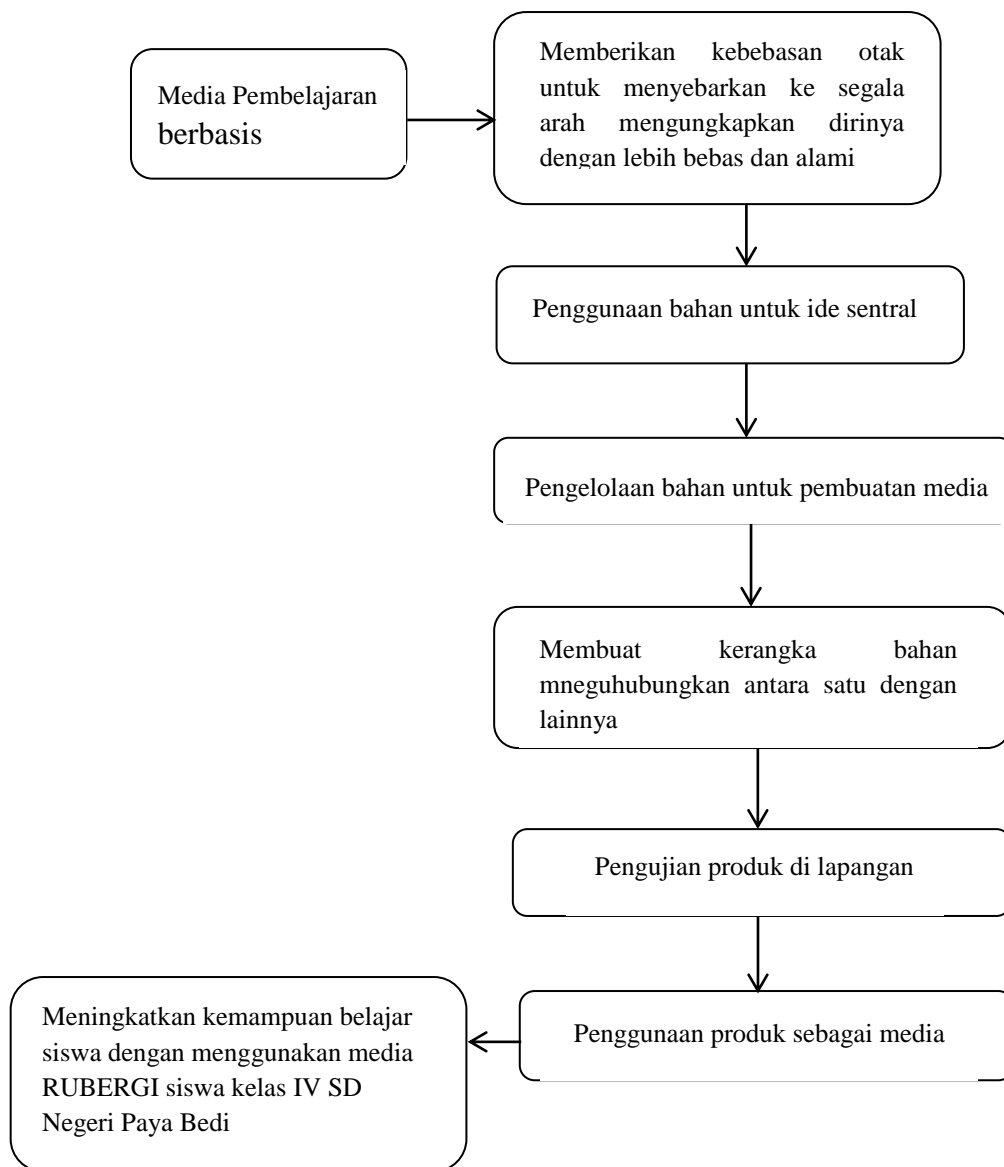 Media Pembelajaran
berbasis
Memberikan kebebasan otak
untuk menyebarkan ke segala
arah mengungkapkan dirinya
dengan lebih bebas dan alami
Penggunaan bahan untuk ide sentral
Pengelolaan bahan untuk pembuatan media
Membuat kerangka bahan
mneguhubungkan antara satu dengan
lainnya
Pengujian produk di lapangan
Penggunaan produk sebagai media
Meningkatkan kemampuan belajar
siswa dengan menggunakan media
RUBERGI siswa kelas IV SD
Negeri Paya Bedi